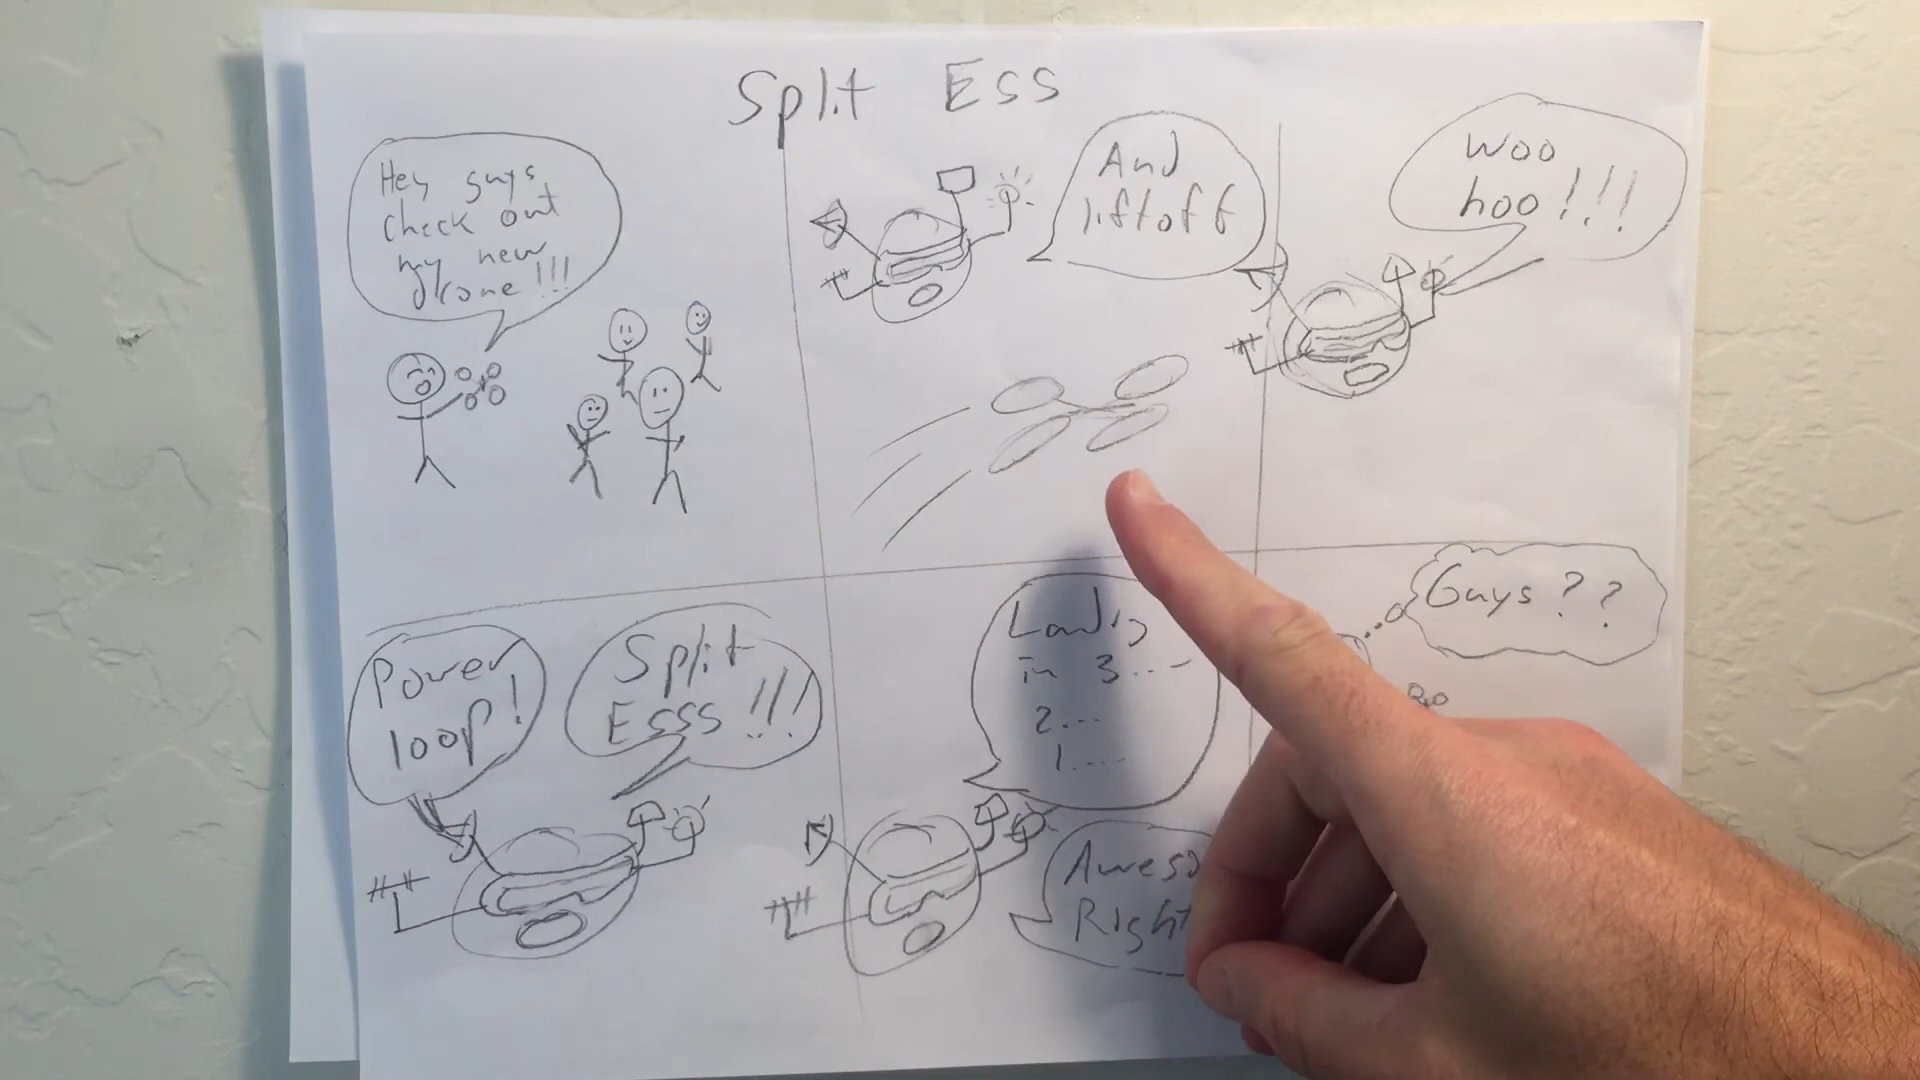 Split Ess
Hey guys
check out
my new
drone!!!
And
liftoff
Woo
hoo!!!
Power
loop!
Split
Esss!!!
in 3...
2...
1....
Right
Guys??